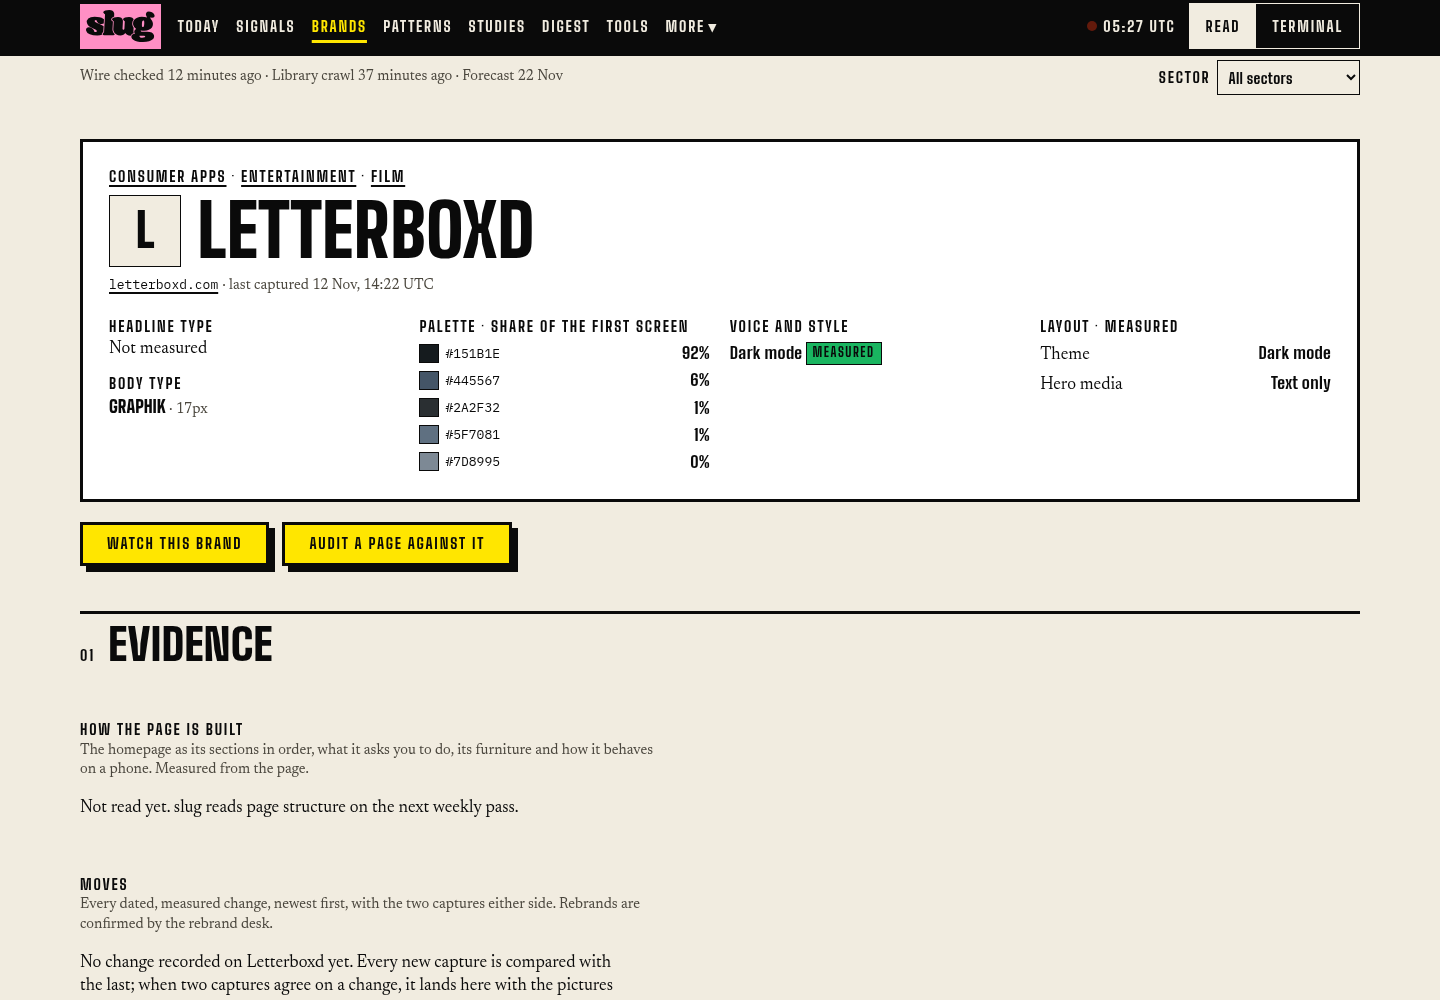 slug TODAY SIGNALS BRANDS PATTERNS STUDIES DIGEST TOOLS MORE ▾ 05:27 UTC READ TERMINAL
Wire checked 12 minutes ago · Library crawl 37 minutes ago · Forecast 22 Nov
SECTOR All sectors
CONSUMER APPS · ENTERTAINMENT · FILM
L LETTERBOXD
letterboxd.com · last captured 12 Nov, 14:22 UTC
HEADLINE TYPE
Not measured
BODY TYPE
GRAPHIK · 17px
PALETTE · SHARE OF THE FIRST SCREEN
#151B1E 92%
#445567 6%
#2A2F32 1%
#5F7081 1%
#7D8995 0%
VOICE AND STYLE
Dark mode MEASURED
LAYOUT · MEASURED
Theme Dark mode
Hero media Text only
WATCH THIS BRAND
AUDIT A PAGE AGAINST IT
01 EVIDENCE
HOW THE PAGE IS BUILT
The homepage as its sections in order, what it asks you to do, its furniture and how it behaves
on a phone. Measured from the page.
Not read yet. slug reads page structure on the next weekly pass.
MOVES
Every dated, measured change, newest first, with the two captures either side. Rebrands are
confirmed by the rebrand desk.
No change recorded on Letterboxd yet. Every new capture is compared with
the last; when two captures agree on a change, it lands here with the pictures